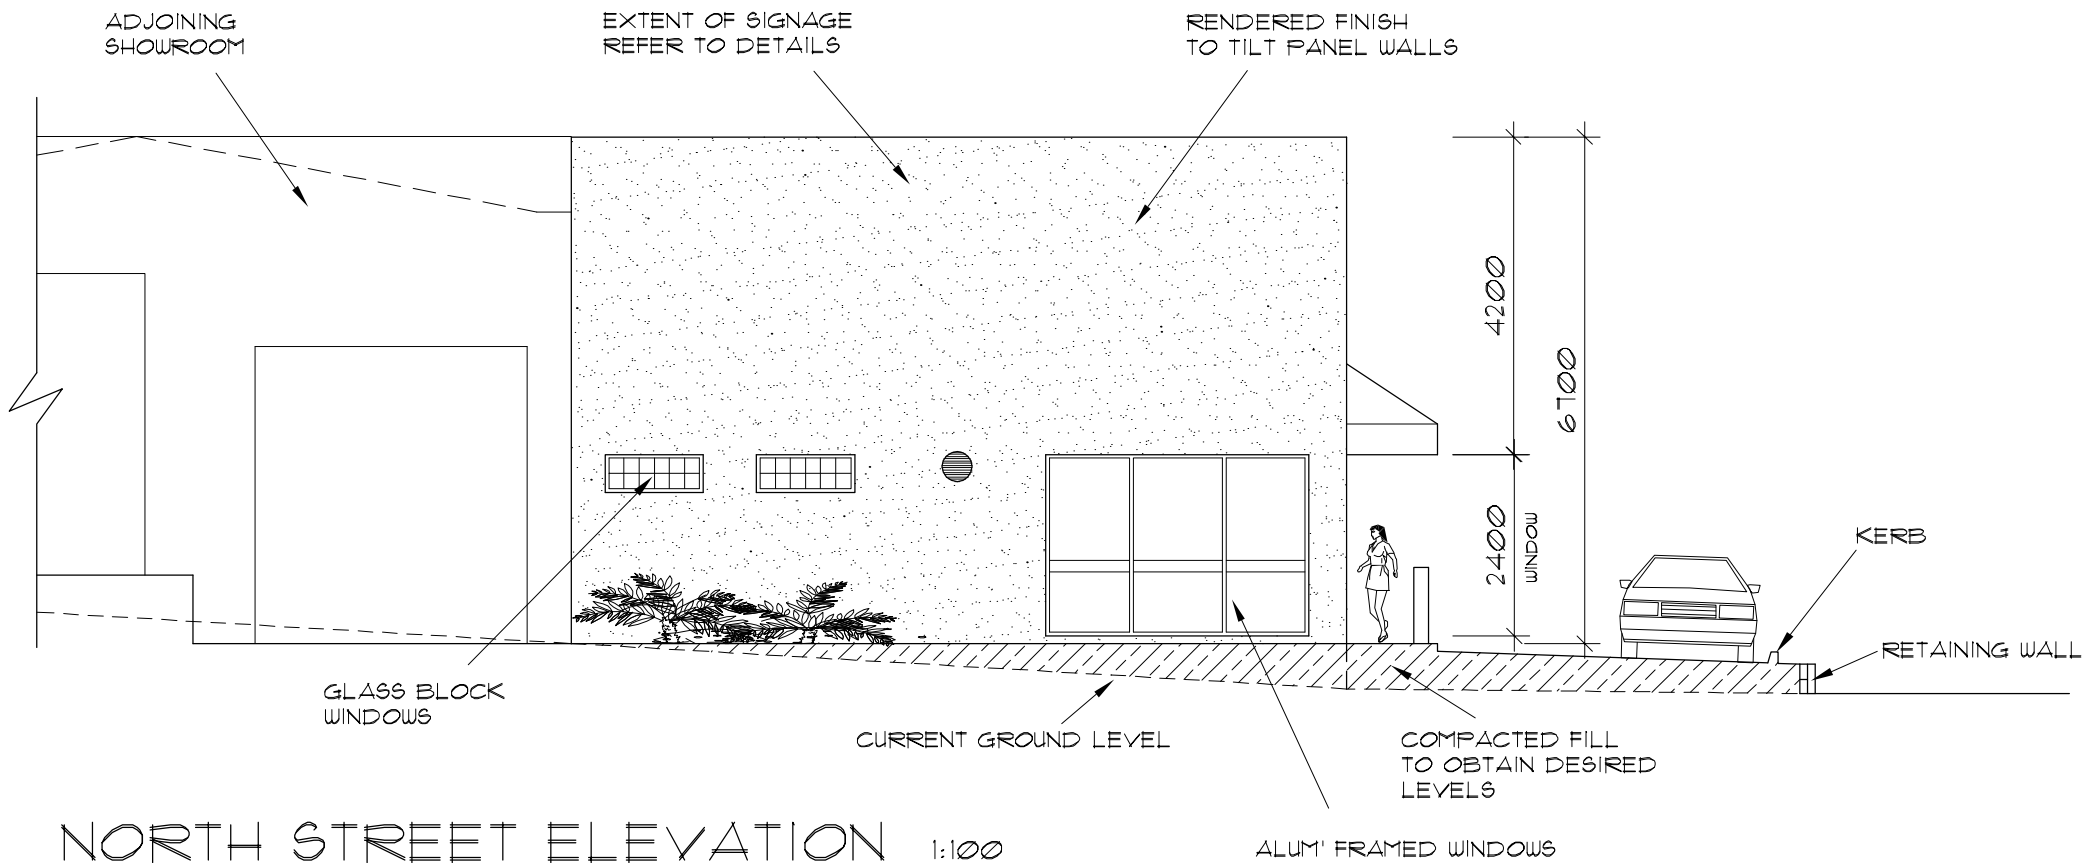 ADJOINING
SHOWROOM
EXTENT OF SIGNAGE
REFER TO DETAILS
RENDERED FINISH
TO TILT PANEL WALLS
4200
6700
2400
WINDOW
KERB
RETAINING WALL
GLASS BLOCK
WINDOWS
CURRENT GROUND LEVEL
COMPACTED FILL
TO OBTAIN DESIRED
LEVELS
NORTH STREET ELEVATION 1:100
ALUM' FRAMED WINDOWS